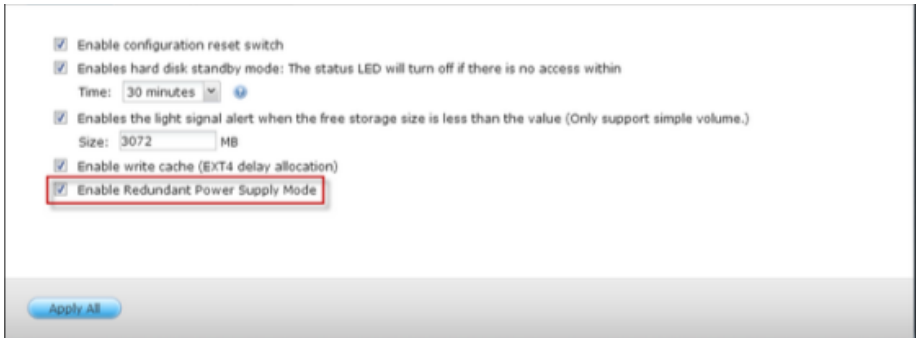 Enable configuration reset switch
Enables hard disk standby mode: The status LED will turn off if there is no access within
Time: 30 minutes
Enables the light signal alert when the free storage size is less than the value (Only support simple volume.)
Size: 3072 MB
Enable write cache (EXT4 delay allocation)
Enable Redundant Power Supply Mode
Apply All